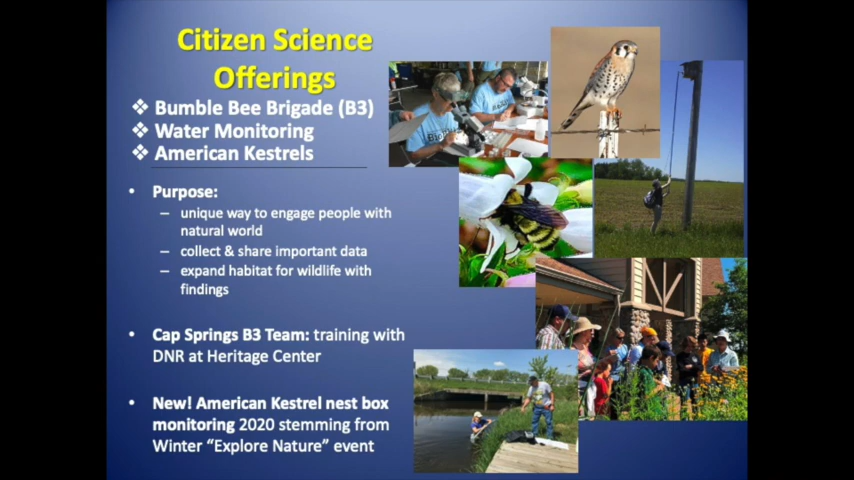 Citizen Science
Offerings
❖ Bumble Bee Brigade (B3)
❖ Water Monitoring
❖ American Kestrels
• Purpose:
– unique way to engage people with
natural world
– collect & share important data
– expand habitat for wildlife with
findings
• Cap Springs B3 Team: training with
DNR at Heritage Center
• New! American Kestrel nest box
monitoring 2020 stemming from
Winter “Explore Nature” event